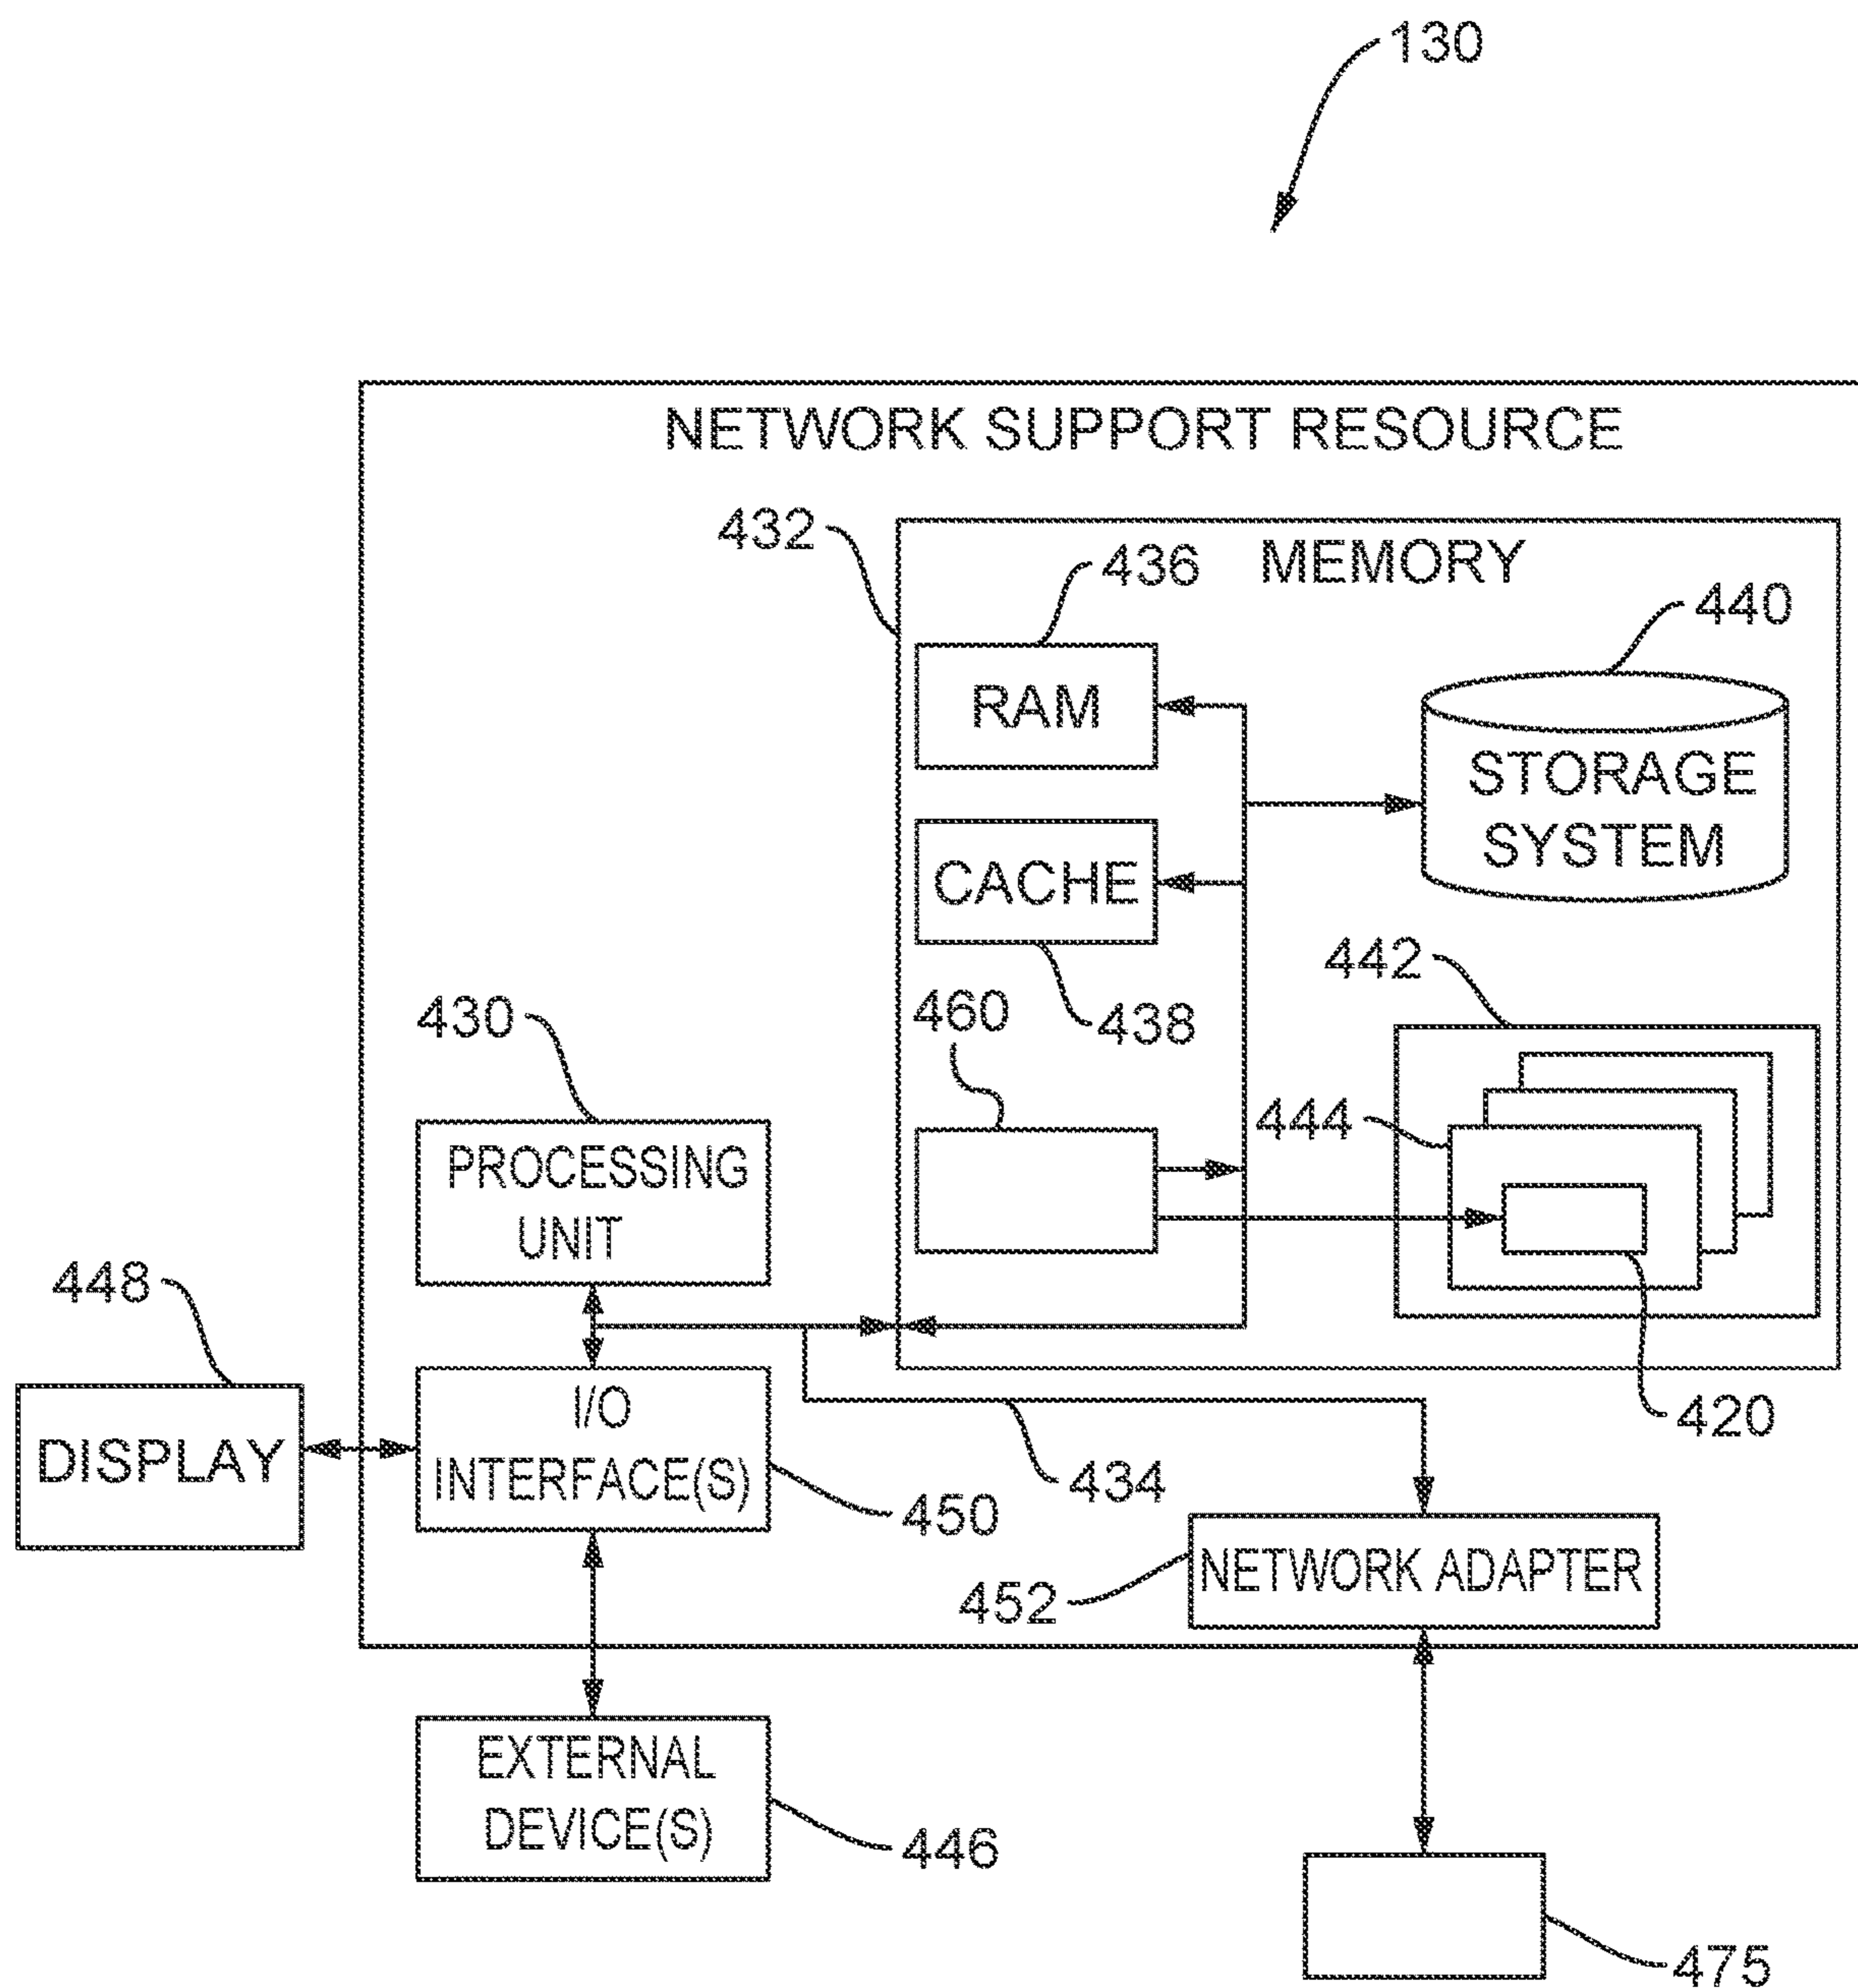 130
NETWORK SUPPORT RESOURCE
432
436
MEMORY
440
RAM
STORAGE
SYSTEM
CACHE
442
460
438
430
444
PROCESSING
UNIT
448
420
I/O
INTERFACE(S)
DISPLAY
434
450
NETWORK ADAPTER
452
EXTERNAL
DEVICE(S)
446
475